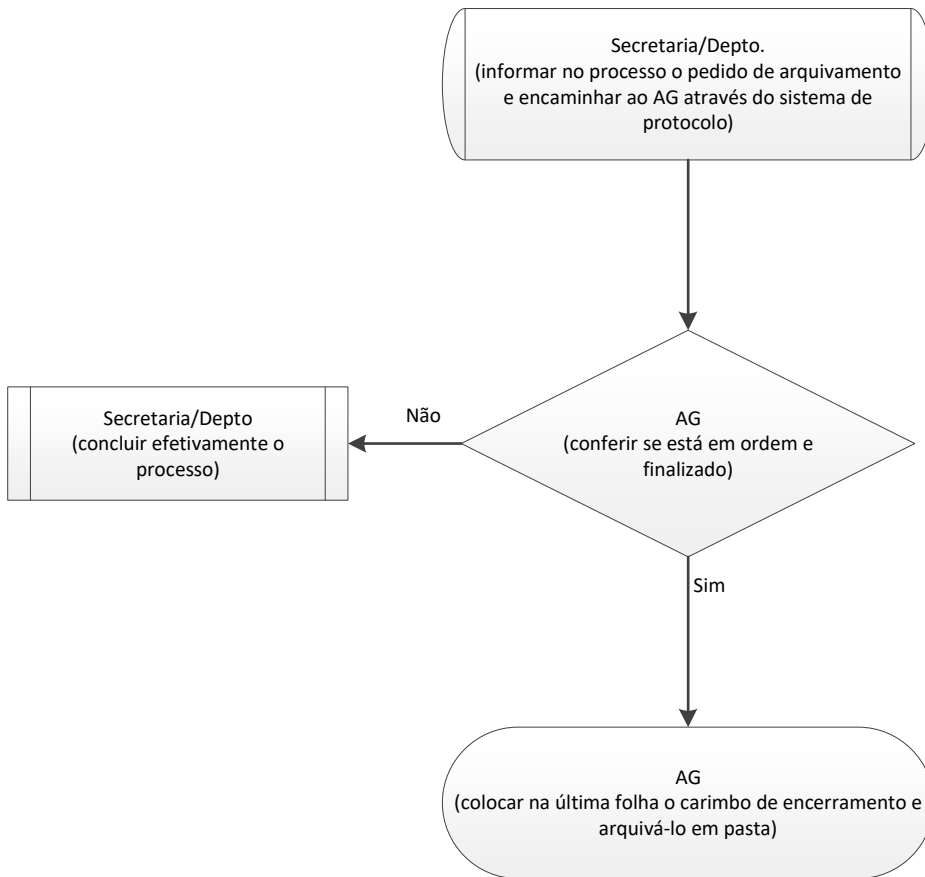 Secretaria/Depto.
(informar no processo o pedido de arquivamento
e encaminhar ao AG através do sistema de
protocolo)
Não
Secretaria/Depto
(concluir efetivamente o
processo)
AG
(conferir se está em ordem e
finalizado)
Sim
AG
(colocar na última folha o carimbo de encerramento e
arquivá-lo em pasta)